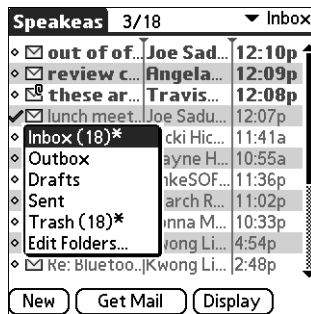 Speakeas 3/18 Inbox
out of of... Joe Sad... 12:10p
review c... Angela... 12:09p
these ar... Travis... 12:08p
lunch meet.. Joe Sadu... 12:07p
Inbox (18)* cki Hic... 11:41a
Outbox ayne H... 10:55a
Drafts nkeSOF... 11:36p
Sent arch R... 11:02p
Trash (18)* onna M... 10:33p
Edit Folders... wong Li... 4:54p
Re: Bluetoo.. Kwong Li... 2:48p
New Get Mail Display